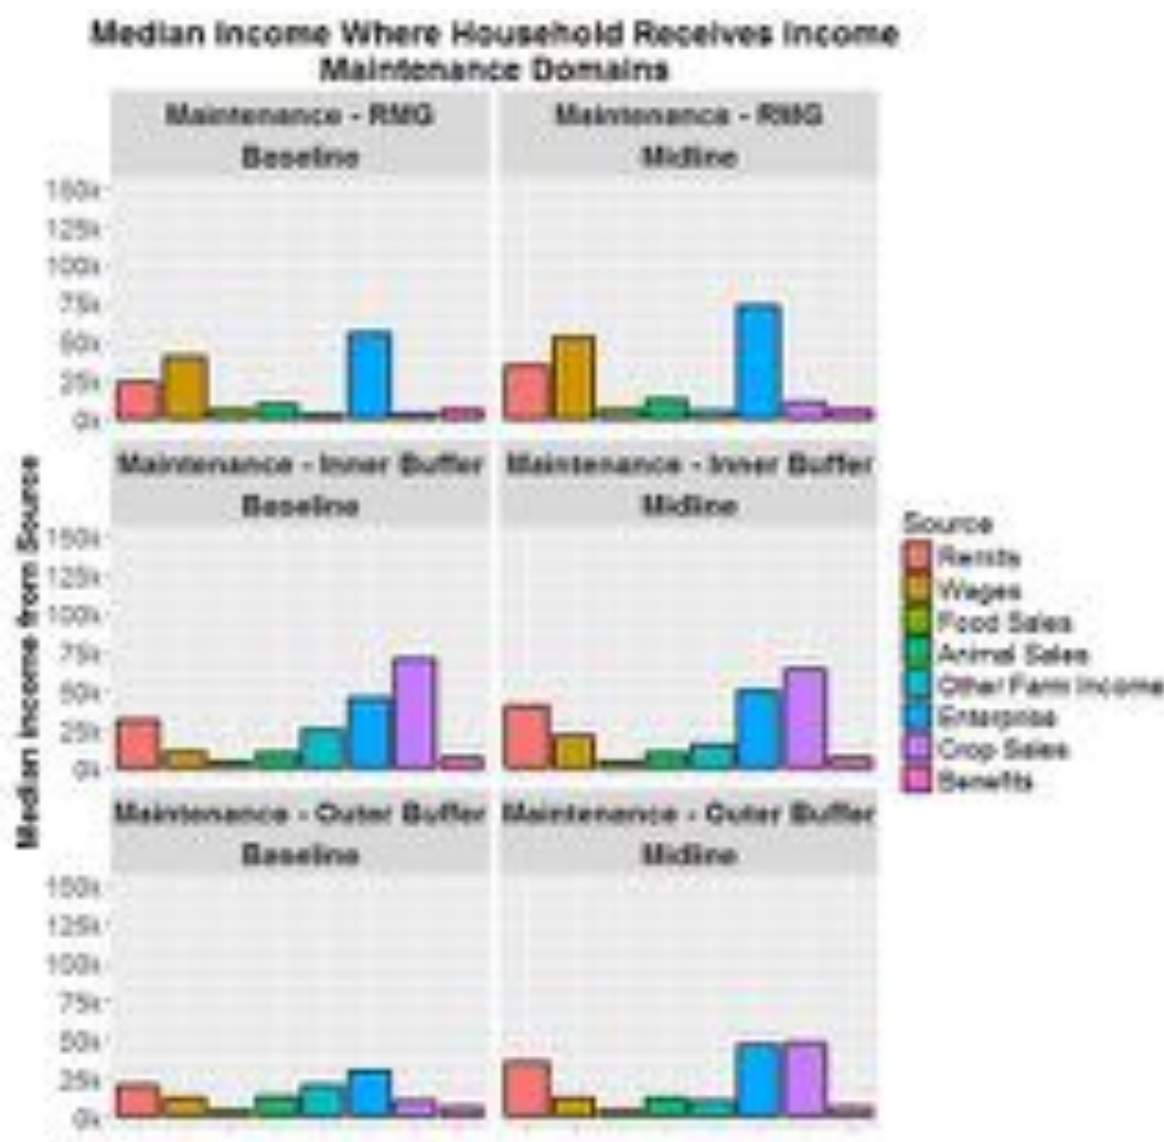 Median Income Where Household Receives Income
Maintenance Domains
Maintenance - RMG
Baseline
Maintenance - RMG
Midline
150k
125k
100k
75k
50k
25k
0k
Maintenance - Inner Buffer
Baseline
Maintenance - Inner Buffer
Midline
150k
125k
100k
75k
50k
25k
0k
Maintenance - Outer Buffer
Baseline
Maintenance - Outer Buffer
Midline
150k
125k
100k
75k
50k
25k
0k
Median Income from Source
Source
Remits
Wages
Food Sales
Animal Sales
Other Farm Income
Enterprise
Crop Sales
Benefits